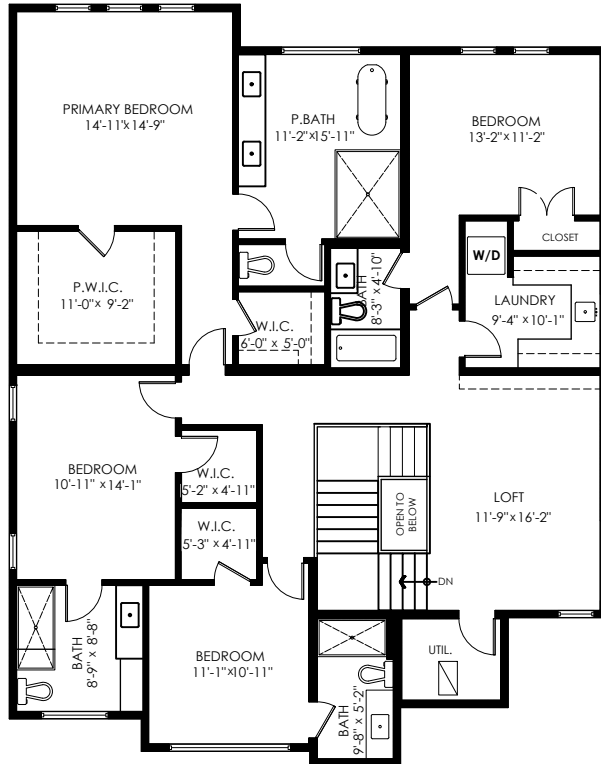 PRIMARY BEDROOM
14'-11"x 14'-9"
P.BATH
11'-2"x15'-11"
BEDROOM
13'-2"x11'-2"
CLOSET
W/D
P.W.I.C.
11'-0"x 9'-2"
BATH
8'-3" x 4'-10"
LAUNDRY
9'-4" x10'-1"
W.I.C.
6'-0" x 5'-0"
BEDROOM
10'-11" x14'-1"
W.I.C.
5'-2" x 4'-11"
W.I.C.
5'-3" x 4'-11"
OPEN TO
BELOW
LOFT
11'-9"x16'-2"
DN
BATH
8'-9" x 8'-8"
BEDROOM
11'-1"x10'-11"
BATH
9'-8" x 5'-2"
UTIL.